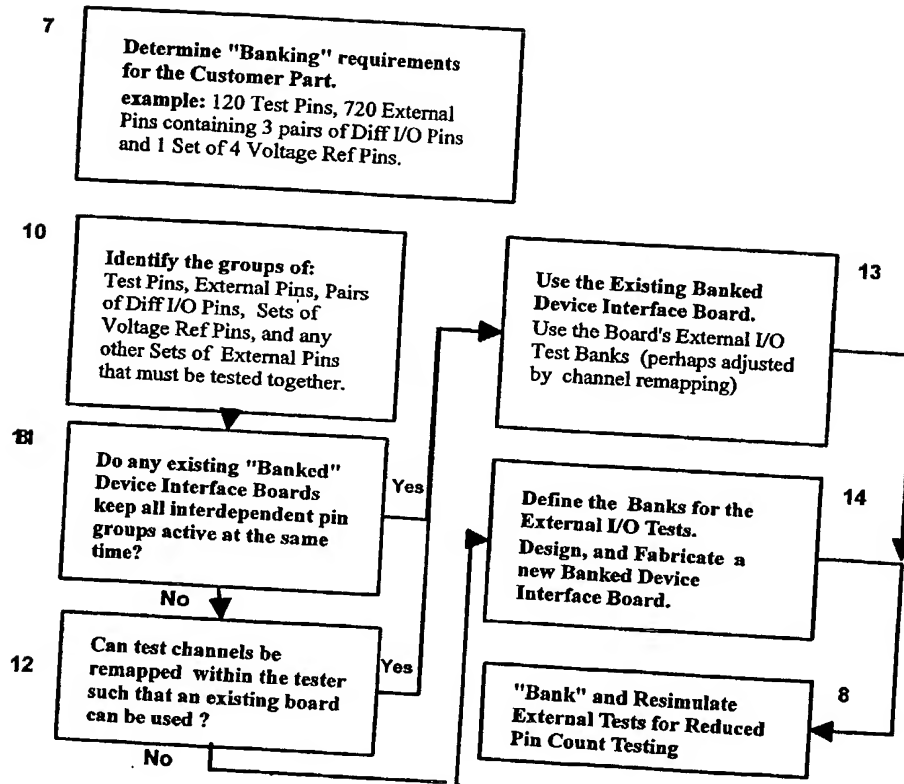 7
Determine "Banking" requirements
for the Customer Part.
example: 120 Test Pins, 720 External
Pins containing 3 pairs of Diff I/O Pins
and 1 Set of 4 Voltage Ref Pins.
10
Identify the groups of:
Test Pins, External Pins, Pairs
of Diff I/O Pins, Sets of
Voltage Ref Pins, and any
other Sets of External Pins
that must be tested together.
Do any existing "Banked"
Device Interface Boards
keep all interdependent pin
groups active at the same
time?
Yes
No
12
Can test channels be
remapped within the tester
such that an existing board
can be used ?
Yes
No
13
Use the Existing Banked
Device Interface Board.
Use the Board's External I/O
Test Banks (perhaps adjusted
by channel remapping)
14
Define the Banks for the
External I/O Tests.
Design, and Fabricate a
new Banked Device
Interface Board.
8
"Bank" and Resimulate
External Tests for Reduced
Pin Count Testing